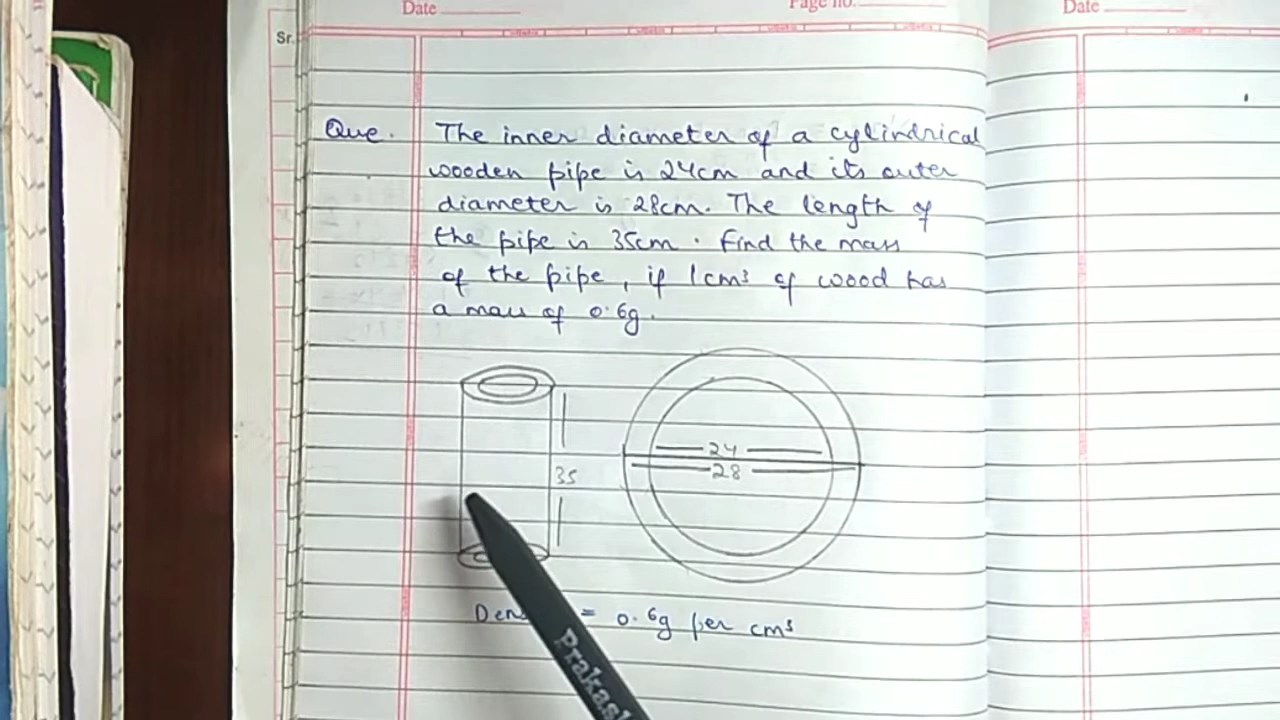 Date
Page no.
Date
Sr.
Que. The inner diameter of a cylindrical
wooden pipe is 24cm and its outer
diameter is 28cm. The length of
the pipe is 35cm. Find the mass
of the pipe, if 1cm³ of wood has
a mass of 0.6g.
24
28
35
= 0.6g per cm³
Prakash